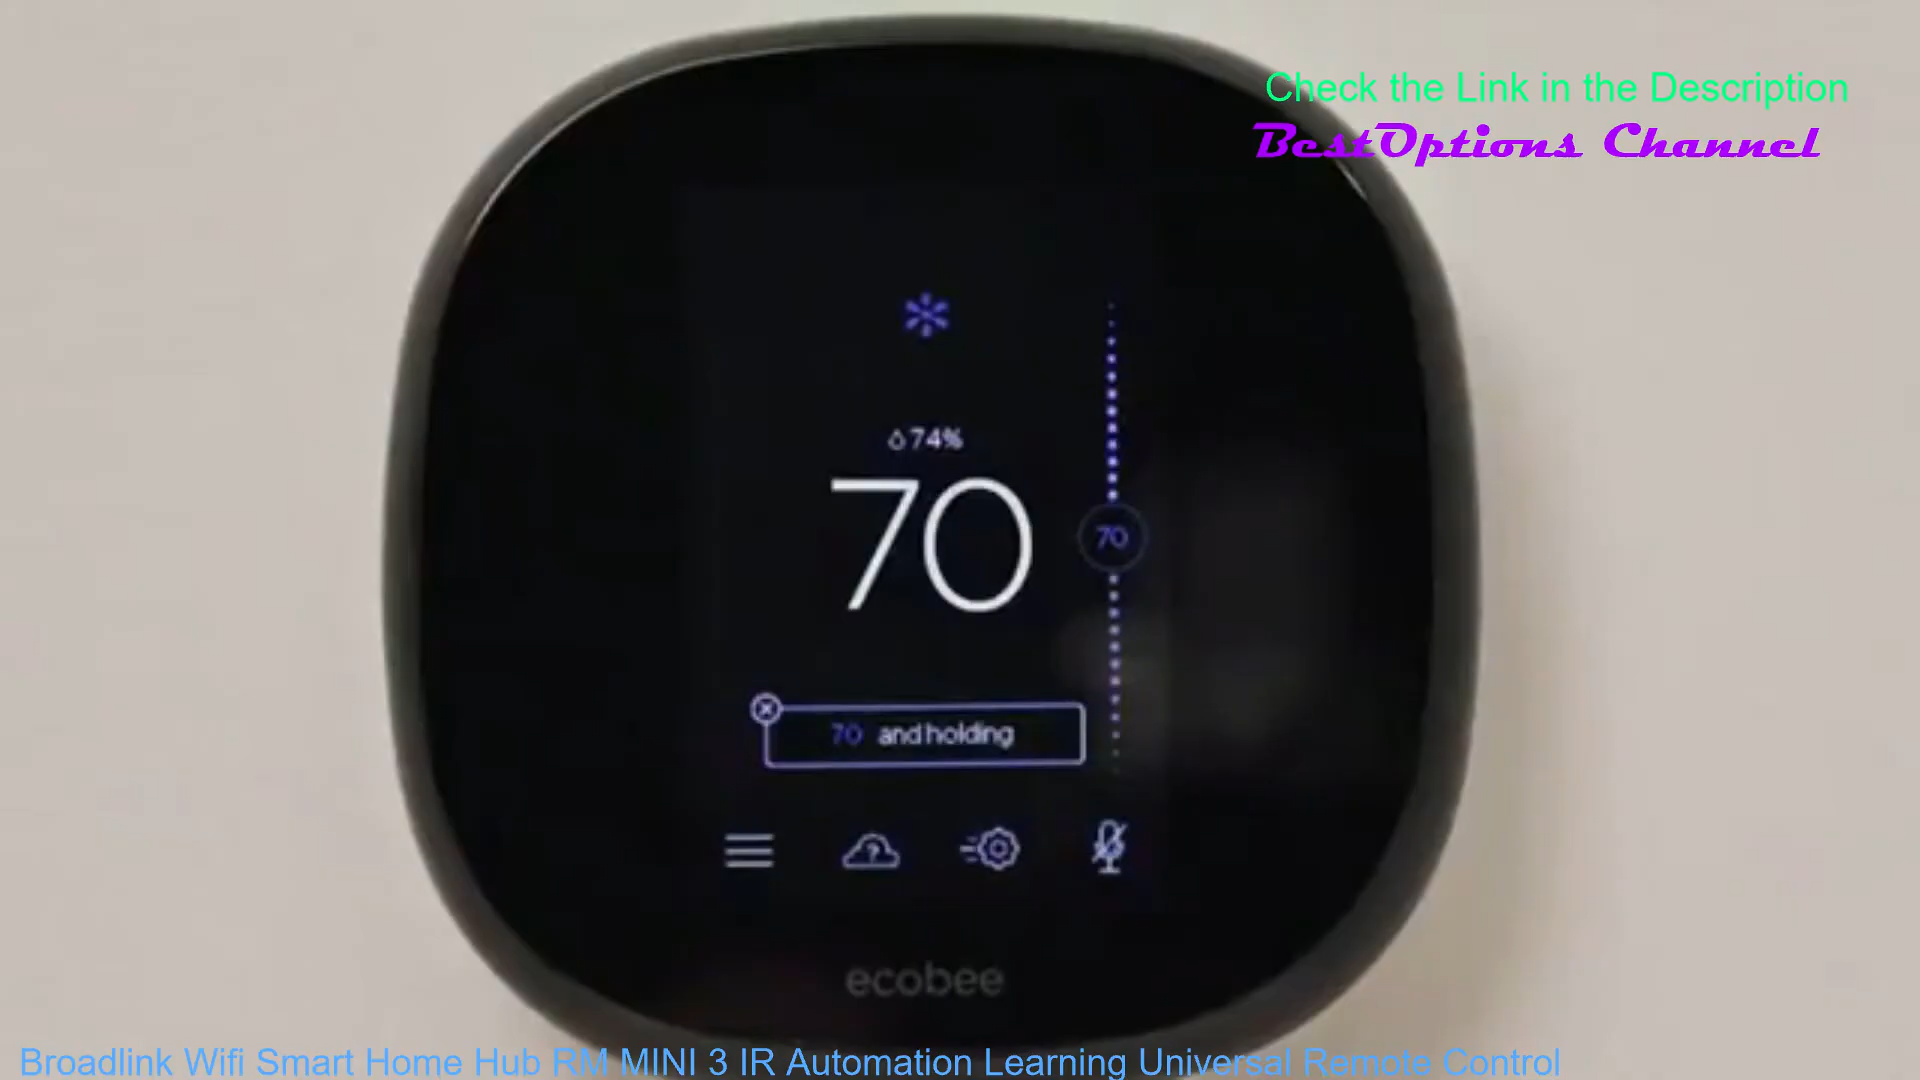 Check the Link in the Description
BestOptions Channel
74%
70
70
70 and holding
?
ecobee
Broadlink Wifi Smart Home Hub RM MINI 3 IR Automation Learning Universal Remote Control